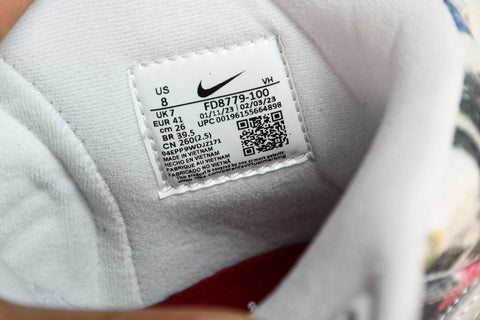 US
8
UK 7
EUR 41
cm 26
BR 39.5
CN 260(2.5)
VH
FD8779-100
01/11/23 | 02/03/23
UPC 00196155664898
04EPP9WDJZ171
MADE IN VIETNAM
HECHO EN VIETNAM
FABRIQUÉ AU VIETNAM